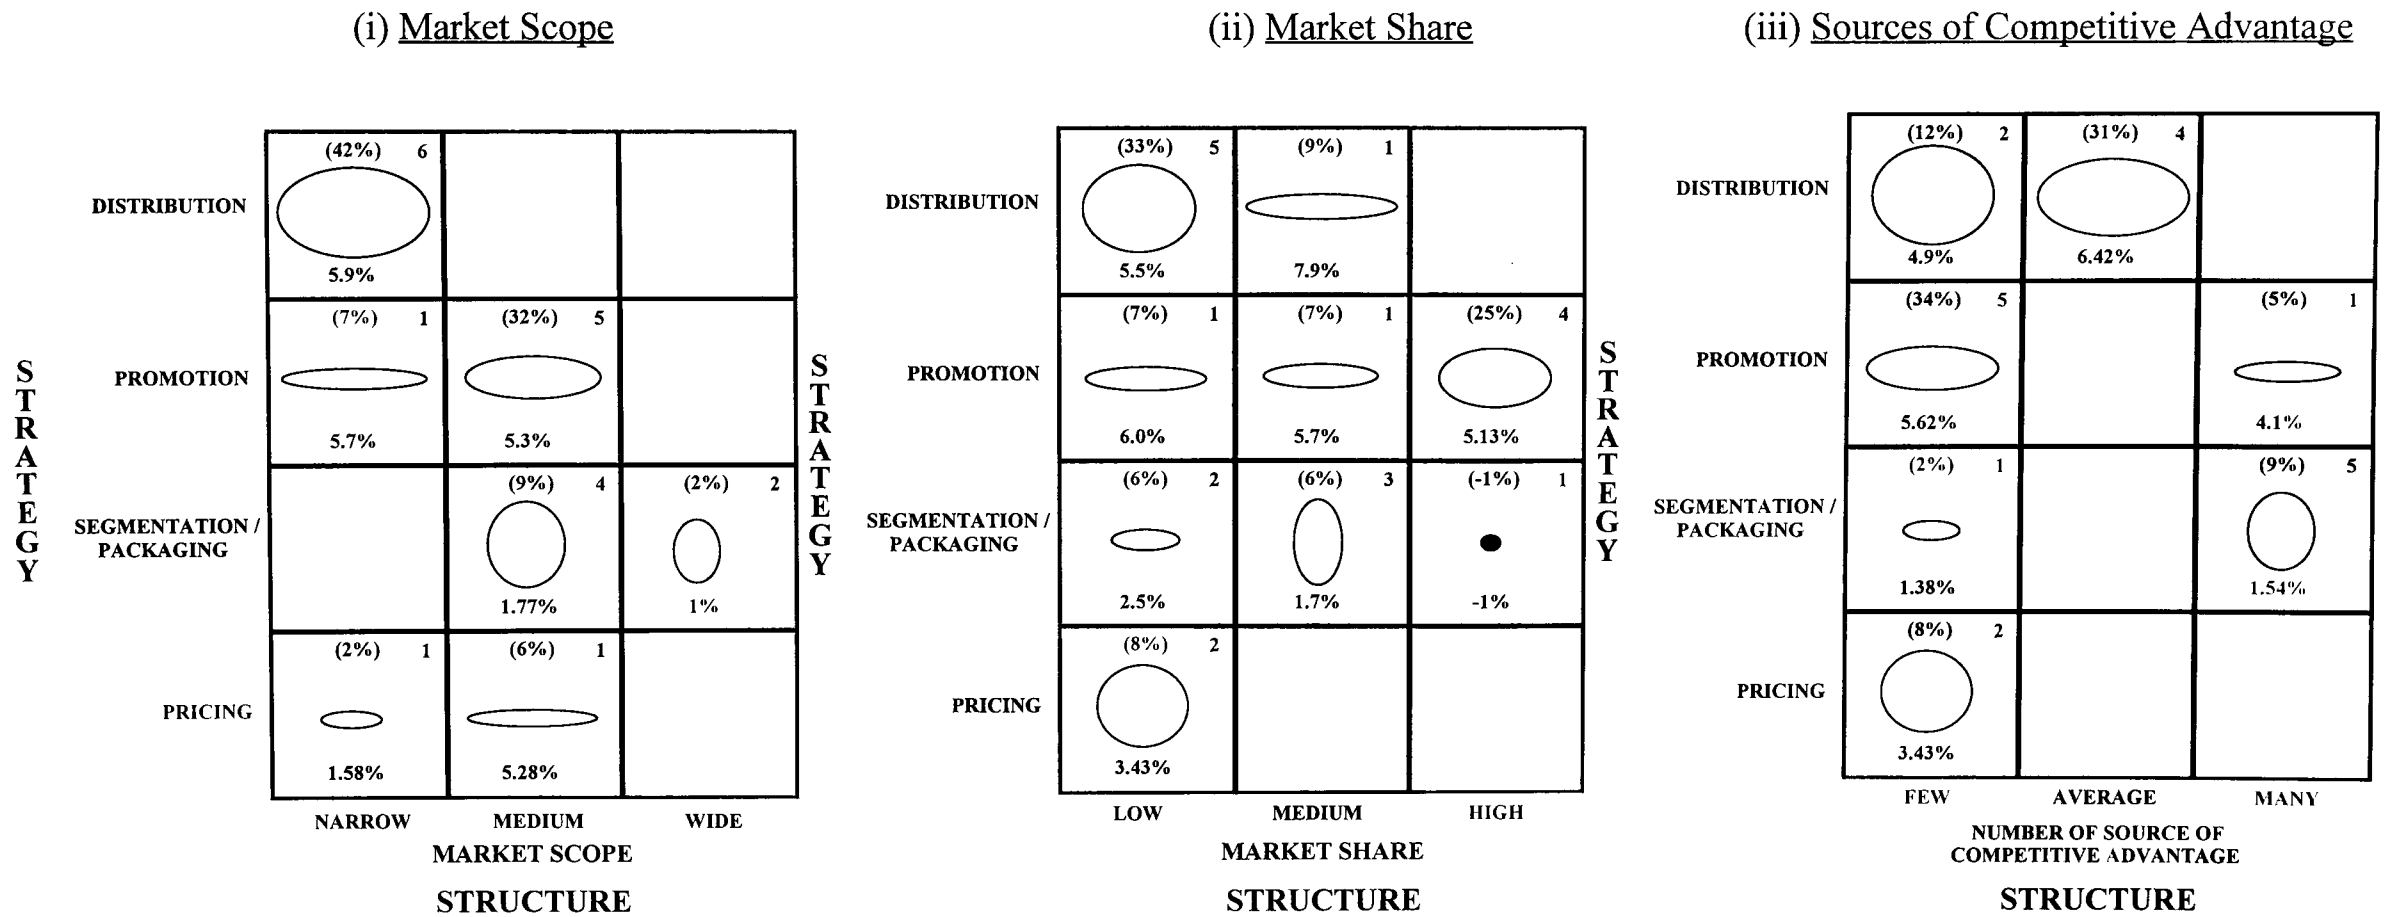 (i) Market Scope
(42%) 6
DISTRIBUTION
5.9%
(7%) 1
(32%) 5
PROMOTION
5.7%
5.3%
(9%) 4
(2%) 2
SEGMENTATION /
PACKAGING
1.77%
1%
(2%) 1
(6%) 1
PRICING
1.58%
5.28%
STRATEGY
NARROW
MEDIUM
WIDE
MARKET SCOPE
STRUCTURE
(ii) Market Share
(33%) 5
(9%) 1
DISTRIBUTION
5.5%
7.9%
(7%) 1
(7%) 1
(25%) 4
PROMOTION
6.0%
5.7%
5.13%
(6%) 2
(6%) 3
(-1%) 1
SEGMENTATION /
PACKAGING
2.5%
1.7%
-1%
(8%) 2
PRICING
3.43%
STRATEGY
LOW
MEDIUM
HIGH
MARKET SHARE
STRUCTURE
(iii) Sources of Competitive Advantage
(12%) 2
(31%) 4
DISTRIBUTION
4.9%
6.42%
(34%) 5
(5%) 1
PROMOTION
5.62%
4.1%
(2%) 1
(9%) 5
SEGMENTATION /
PACKAGING
1.38%
1.54%
(8%) 2
PRICING
3.43%
STRATEGY
FEW
AVERAGE
MANY
NUMBER OF SOURCE OF
COMPETITIVE ADVANTAGE
STRUCTURE